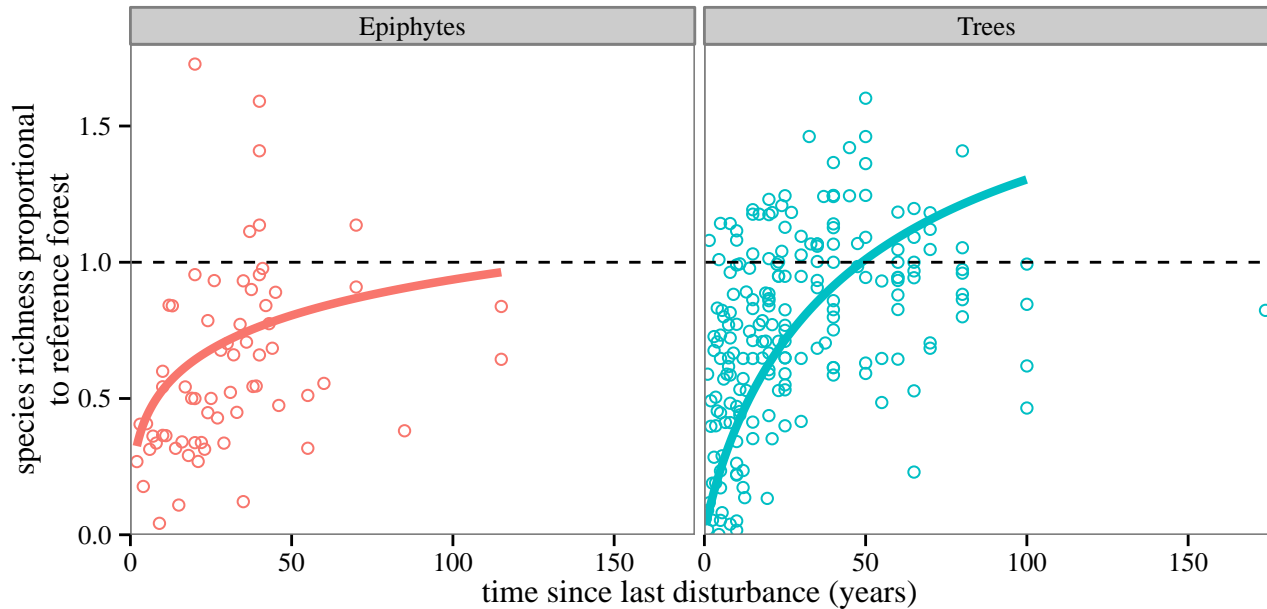 Epiphytes
Trees
species richness proportional
to reference forest
1.5
1.0
0.5
0.0
0
50
100
150
0
50
100
150
time since last disturbance (years)